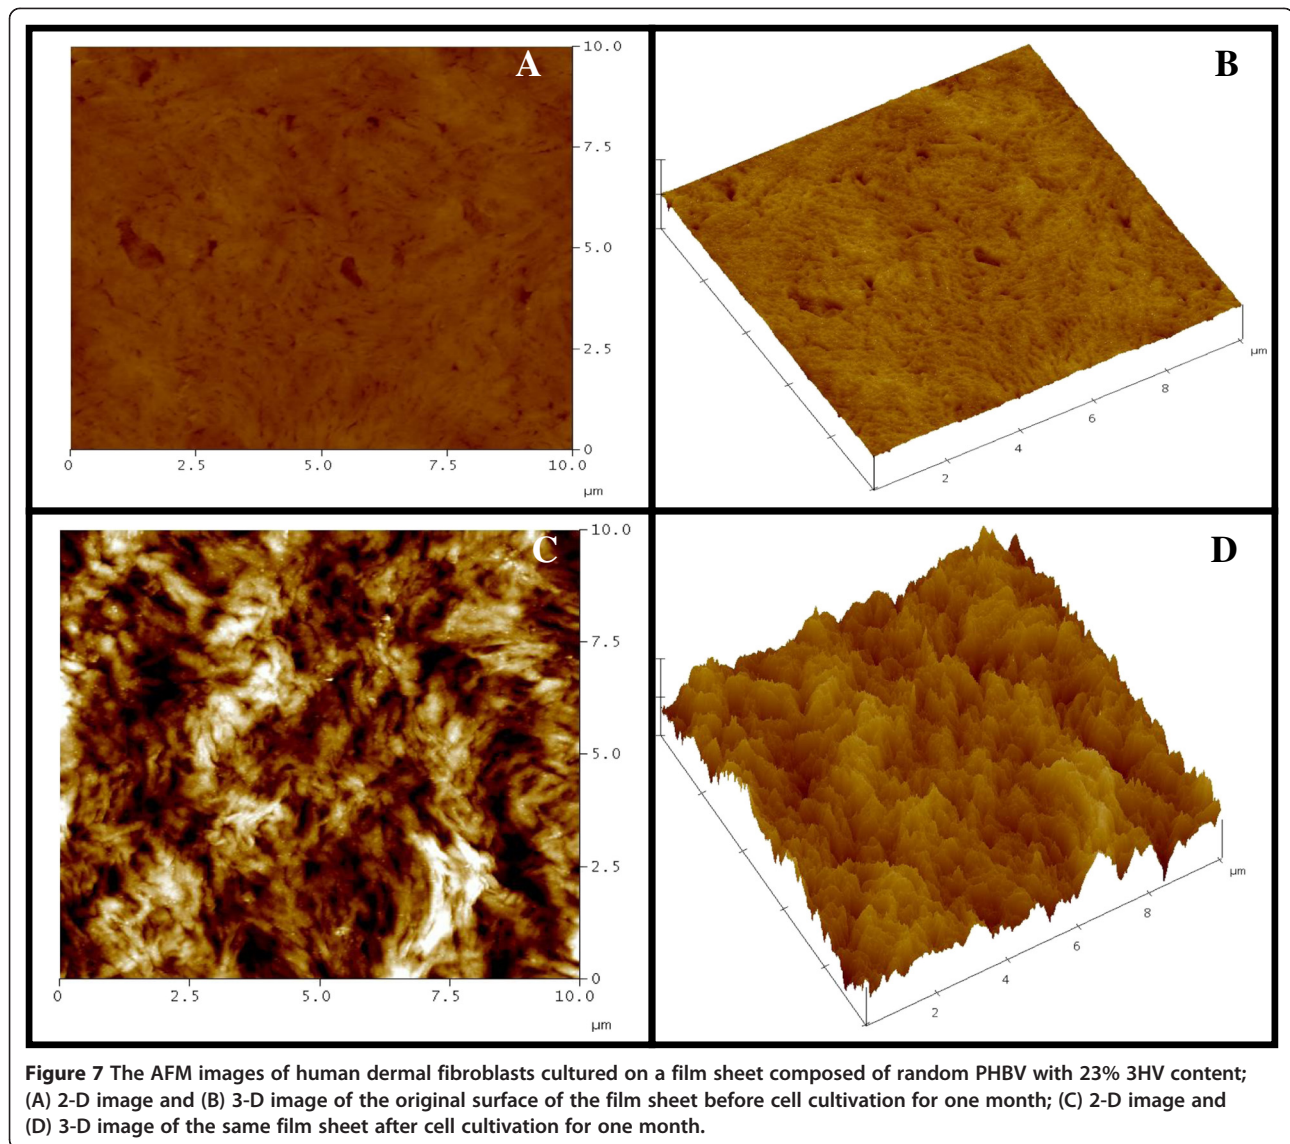 A
10.0
7.5
5.0
2.5
0
0 2.5 5.0 7.5 10.0
µm
B
µm
8
6
4
2
C
10.0
7.5
5.0
2.5
0
0 2.5 5.0 7.5 10.0
µm
D
µm
8
6
4
2
Figure 7 The AFM images of human dermal fibroblasts cultured on a film sheet composed of random PHBV with 23% 3HV content;
(A) 2-D image and (B) 3-D image of the original surface of the film sheet before cell cultivation for one month; (C) 2-D image and
(D) 3-D image of the same film sheet after cell cultivation for one month.